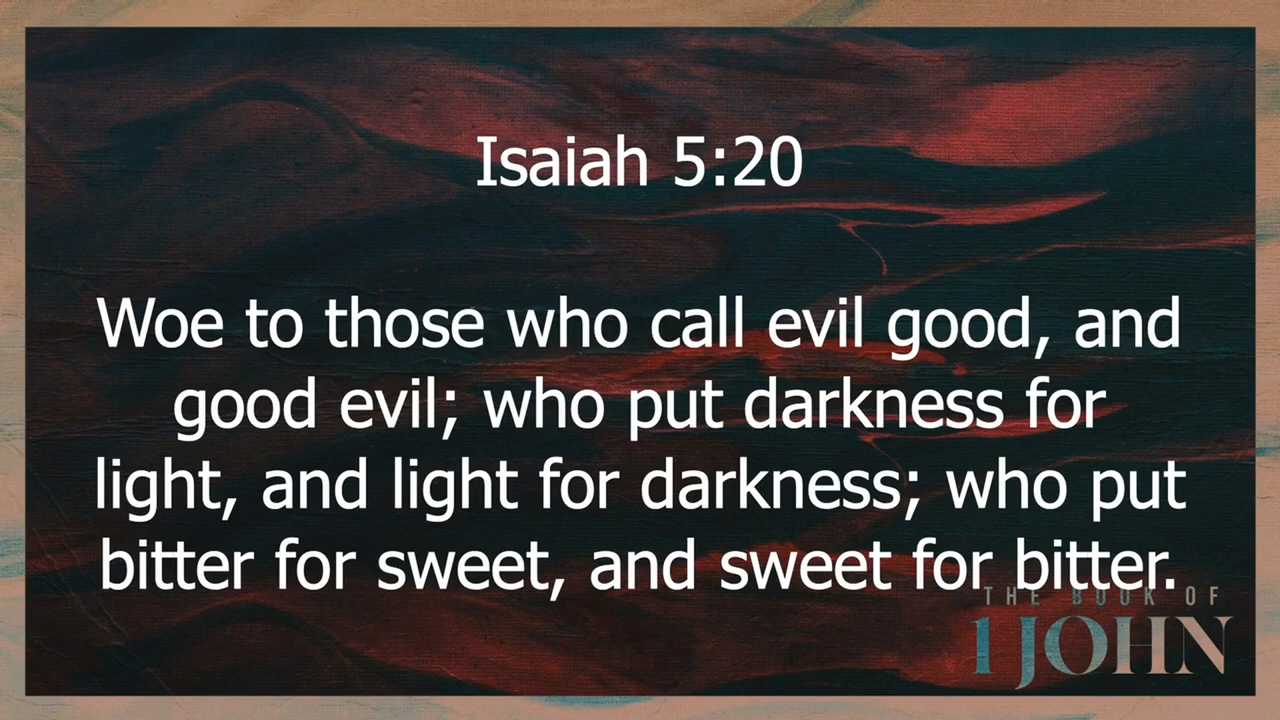 Isaiah 5:20
Woe to those who call evil good, and
good evil; who put darkness for
light, and light for darkness; who put
bitter for sweet, and sweet for bitter.
THE BOOK OF
1 JOHN